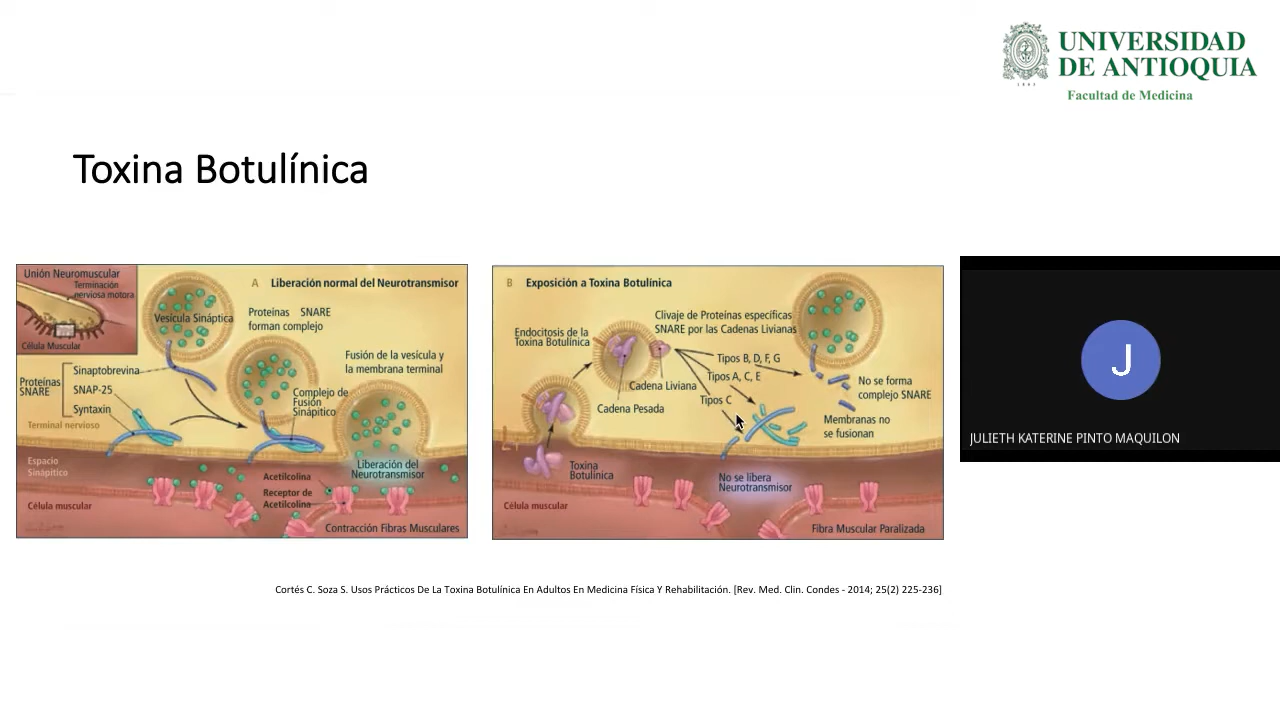 UNIVERSIDAD
DE ANTIOQUIA
1803
Facultad de Medicina
Toxina Botulínica
Unión Neuromuscular
Terminación
nerviosa motora
Célula Muscular
A Liberación normal del Neurotransmisor
Vesícula Sináptica
Proteínas SNARE
forman complejo
Fusión de la vesícula y
la membrana terminal
Proteínas
SNARE
Sinaptobrevina
SNAP-25
Syntaxin
Complejo de
Fusión
Sináptico
Terminal nervioso
Espacio
Sináptico
Liberación del
Neurotransmisor
Acetilcolina
Receptor de
Acetilcolina
Célula muscular
Contracción Fibras Musculares
B Exposición a Toxina Botulínica
Endocitosis de la
Toxina Botulínica
Clivaje de Proteínas específicas
SNARE por las Cadenas Livianas
Tipos B, D, F, G
Tipos A, C, E
Tipos C
Cadena Liviana
Cadena Pesada
No se forma
complejo SNARE
Membranas no
se fusionan
Toxina
Botulínica
No se libera
Neurotransmisor
Célula muscular
Fibra Muscular Paralizada
J
JULIETH KATERINE PINTO MAQUILON
Cortés C. Soza S. Usos Prácticos De La Toxina Botulínica En Adultos En Medicina Física Y Rehabilitación. [Rev. Med. Clin. Condes - 2014; 25(2) 225-236]